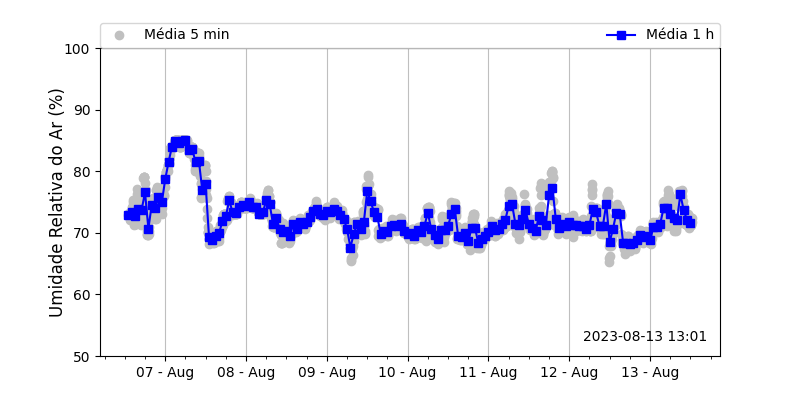 Média 5 min
Média 1 h
Umidade Relativa do Ar (%)
100
90
80
70
60
50
2023-08-13 13:01
07 - Aug
08 - Aug
09 - Aug
10 - Aug
11 - Aug
12 - Aug
13 - Aug